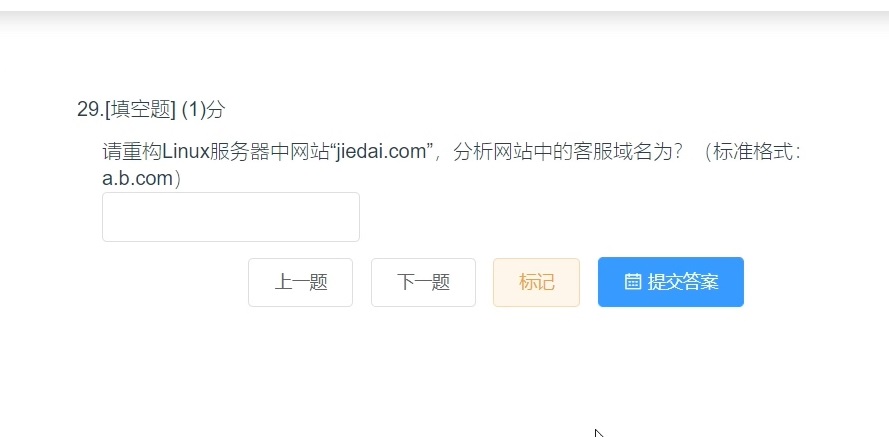 29.[填空题] (1)分
请重构Linux服务器中网站“jiedai.com”，分析网站中的客服域名为？（标准格式：
a.b.com）
上一题
下一题
标记
提交答案